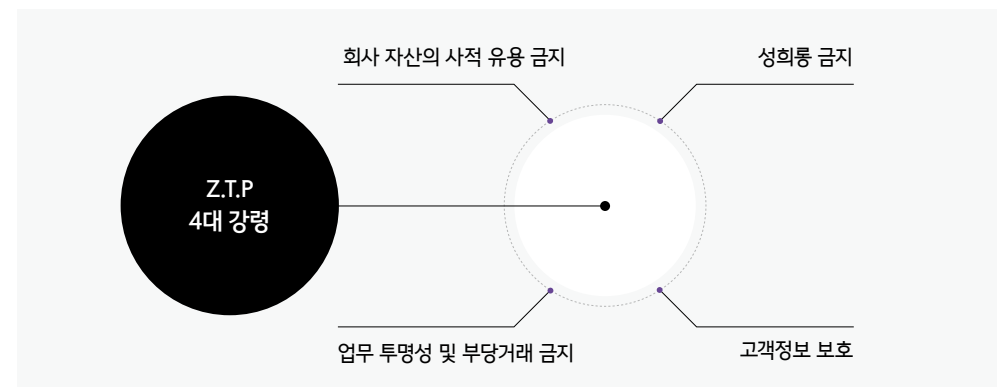 회사 자산의 사적 유용 금지
성희롱 금지
Z.T.P
4대 강령
업무 투명성 및 부당거래 금지
고객정보 보호